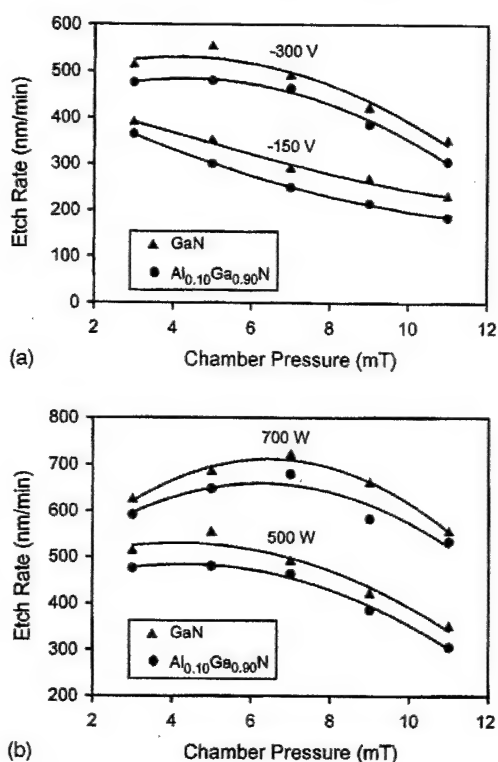 600
500
400
300
200
100
0
Etch Rate (nm/min)
-300 V
-150 V
▲ GaN
● Al0.10Ga0.90N
2 4 6 8 10 12
(a) Chamber Pressure (mT)
800
700
600
500
400
300
200
Etch Rate (nm/min)
700 W
500 W
▲ GaN
● Al0.10Ga0.90N
2 4 6 8 10 12
(b) Chamber Pressure (mT)